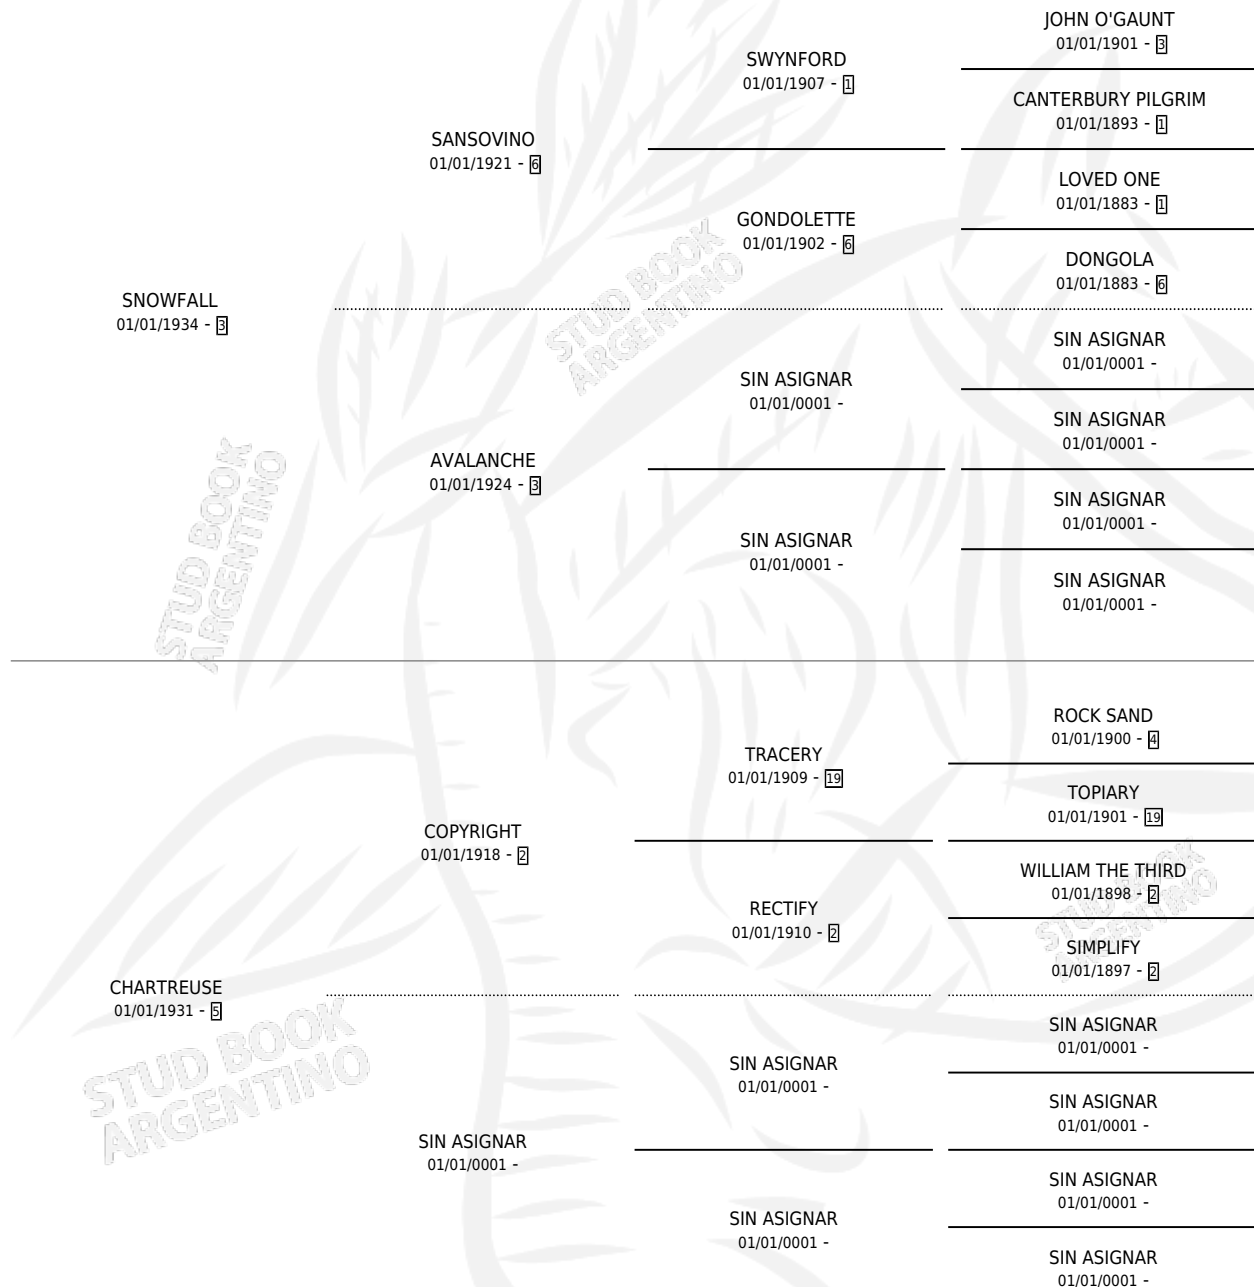 JOHN O'GAUNT
01/01/1901 - 3
SWYNFORD
01/01/1907 - 1
CANTERBURY PILGRIM
01/01/1893 - 1
SANSOVINO
01/01/1921 - 6
LOVED ONE
01/01/1883 - 1
GONDOLETTE
01/01/1902 - 6
DONGOLA
01/01/1883 - 6
SNOWFALL
01/01/1934 - 3
SIN ASIGNAR
01/01/0001 -
SIN ASIGNAR
01/01/0001 -
SIN ASIGNAR
01/01/0001 -
AVALANCHE
01/01/1924 - 3
SIN ASIGNAR
01/01/0001 -
SIN ASIGNAR
01/01/0001 -
SIN ASIGNAR
01/01/0001 -
STUD BOOK
ARGENTINO
STUD BOOK
ARGENTINO
ROCK SAND
01/01/1900 - 4
TRACERY
01/01/1909 - 19
TOPIARY
01/01/1901 - 19
COPYRIGHT
01/01/1918 - 2
WILLIAM THE THIRD
01/01/1898 - 2
RECTIFY
01/01/1910 - 2
SIMPLIFY
01/01/1897 - 2
STUD BOOK
ARGENTINO
CHARTREUSE
01/01/1931 - 5
SIN ASIGNAR
01/01/0001 -
SIN ASIGNAR
01/01/0001 -
SIN ASIGNAR
01/01/0001 -
SIN ASIGNAR
01/01/0001 -
SIN ASIGNAR
01/01/0001 -
SIN ASIGNAR
01/01/0001 -
SIN ASIGNAR
01/01/0001 -
STUD BOOK
ARGENTINO